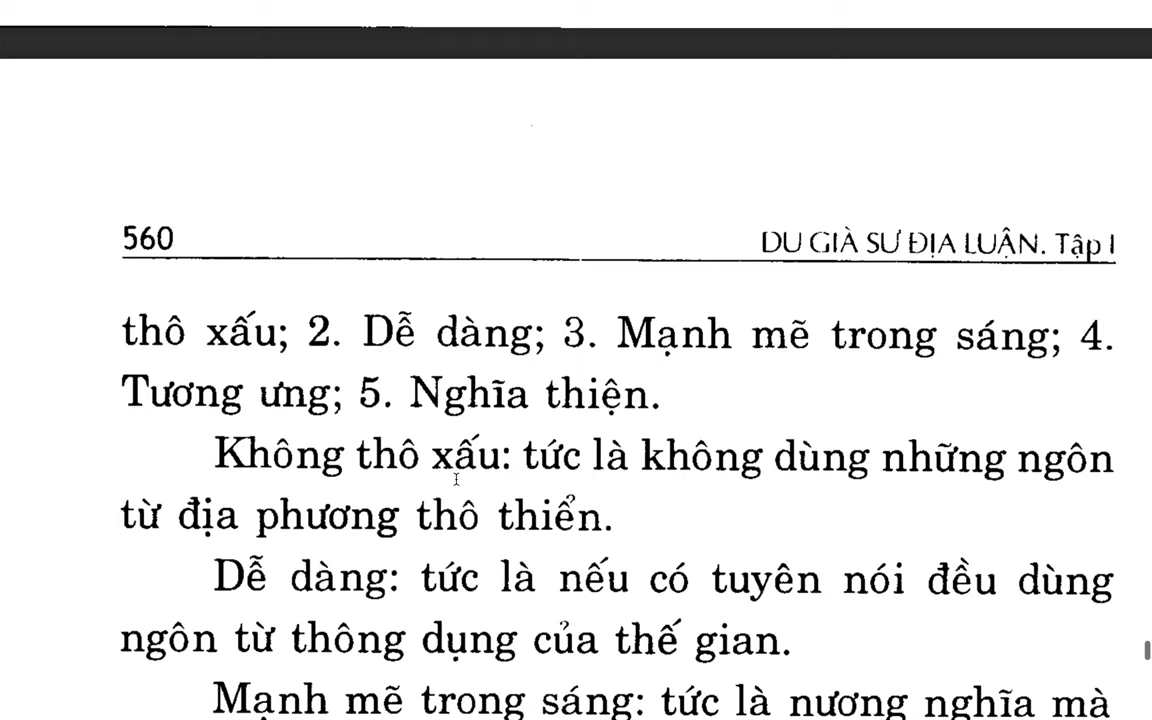 560
DU GIÀ SƯ ĐỊA LUẬN. Tập I
thô xấu; 2. Dễ dàng; 3. Mạnh mẽ trong sáng; 4.
Tương ưng; 5. Nghĩa thiện.
Không thô xấu: tức là không dùng những ngôn
từ địa phương thô thiển.
Dễ dàng: tức là nếu có tuyên nói đều dùng
ngôn từ thông dụng của thế gian.
Mạnh mẽ trong sáng: tức là nương nghĩa mà